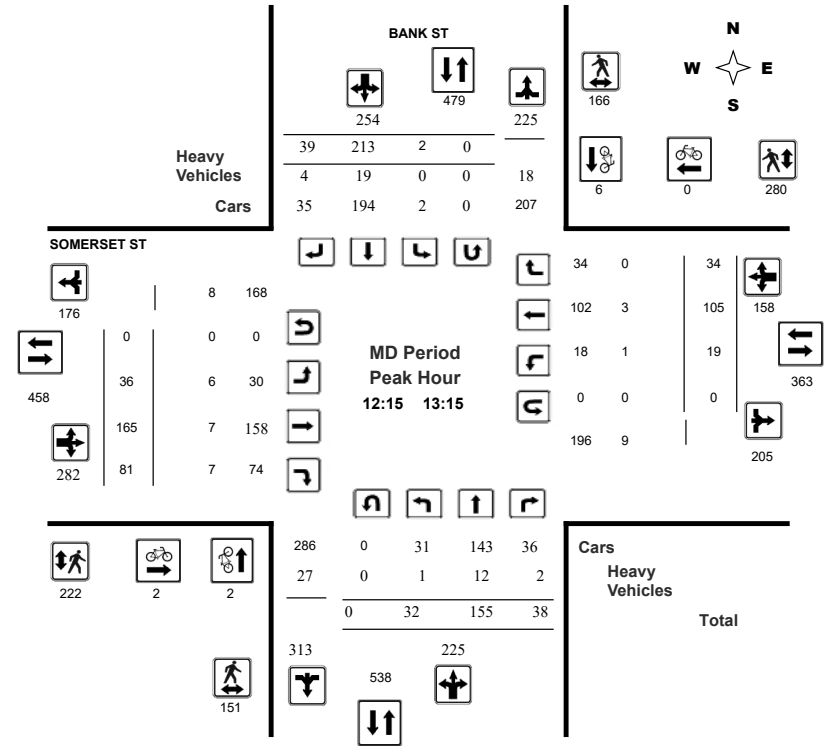 BANK ST
N
W E
S
479
166
254 225
39 213 2 0
Heavy
Vehicles
4 19 0 0 18
Cars
35 194 2 0 207
6 0 280
SOMERSET ST
176
8 168
34 0 34
158
0 0 0
102 3 105
458
36 6 30
18 1 19
363
165 7 158
0 0 0
282
81 7 74
196 9
205
MD Period
Peak Hour
12:15 13:15
222 2 2
286 0 31 143 36
Cars
27 0 1 12 2
Heavy
Vehicles
0 32 155 38
Total
313 225
538
151